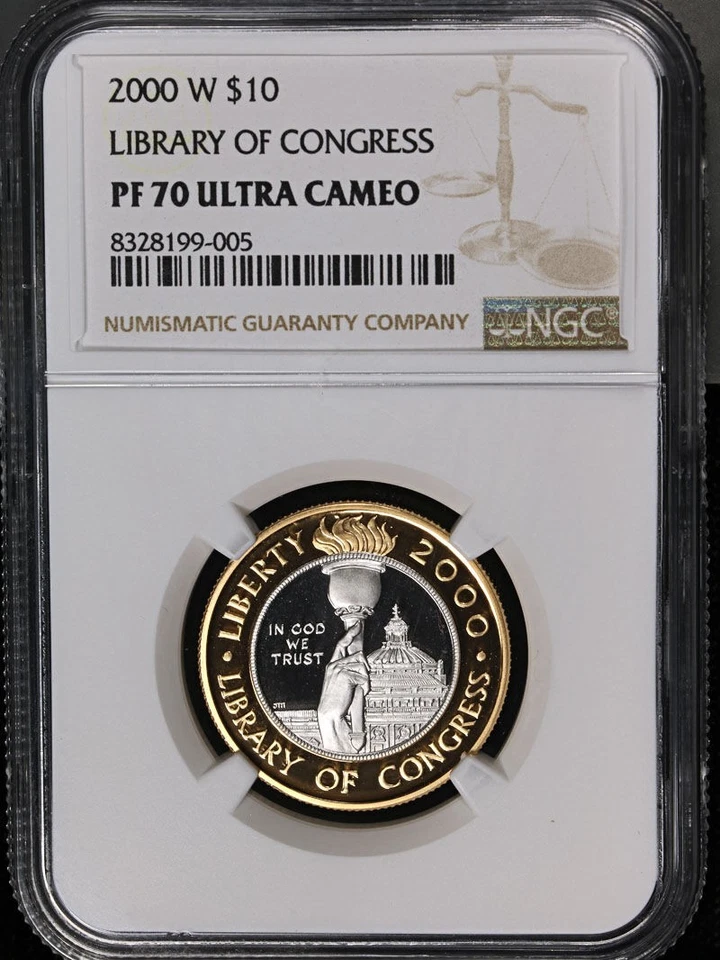 2000 W $10
LIBRARY OF CONGRESS
PF 70 ULTRA CAMEO
8328199-005
NUMISMATIC GUARANTY COMPANY
NGC®
LIBERTY
2000
IN GOD
WE
TRUST
JM
• LIBRARY OF CONGRESS •